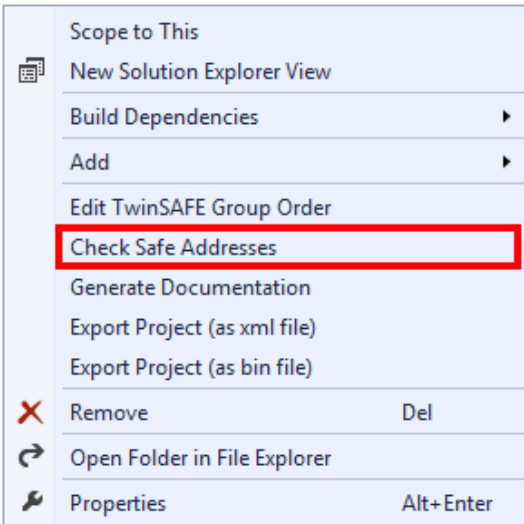 Scope to This
New Solution Explorer View
Build Dependencies
Add
Edit TwinSAFE Group Order
Check Safe Addresses
Generate Documentation
Export Project (as xml file)
Export Project (as bin file)
Remove Del
Open Folder in File Explorer
Properties Alt+Enter